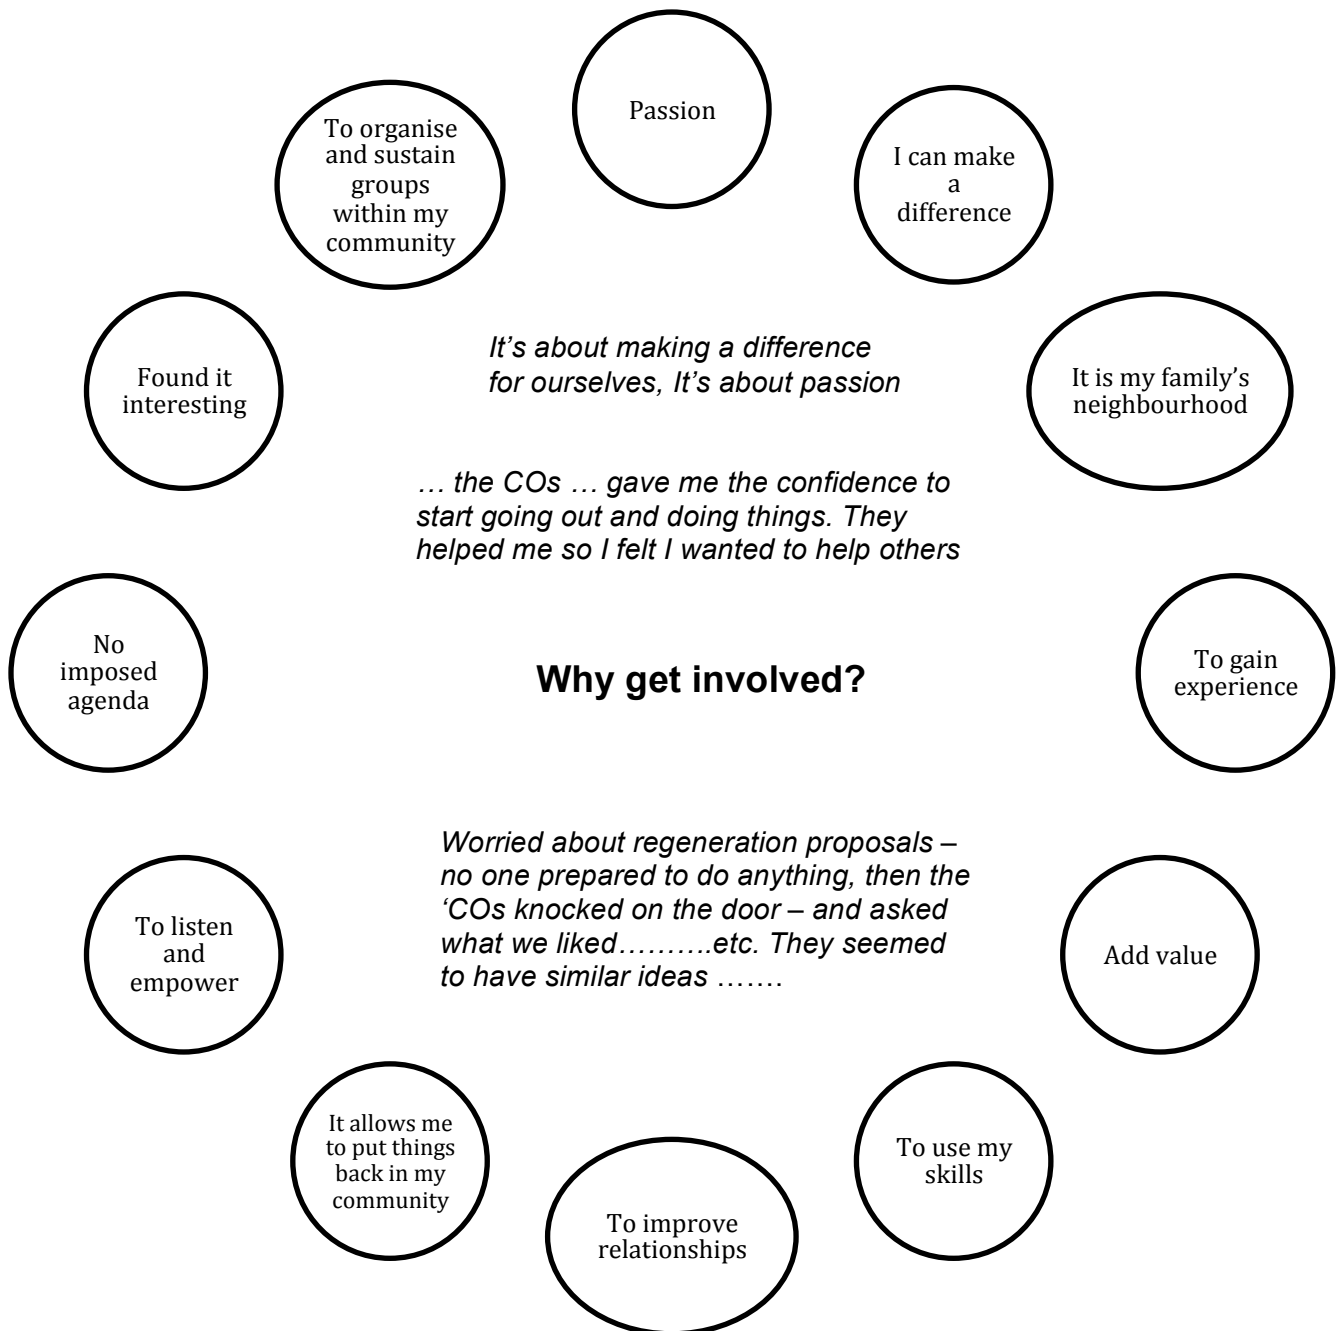 Passion
I can make
a
difference
It is my family’s
neighbourhood
To gain
experience
Add value
To use my
skills
To improve
relationships
It allows me
to put things
back in my
community
To listen
and
empower
No
imposed
agenda
Found it
interesting
To organise
and sustain
groups
within my
community
It’s about making a difference
for ourselves, It’s about passion
… the COs … gave me the confidence to
start going out and doing things. They
helped me so I felt I wanted to help others
Why get involved?
Worried about regeneration proposals –
no one prepared to do anything, then the
‘COs knocked on the door – and asked
what we liked……….etc. They seemed
to have similar ideas …….